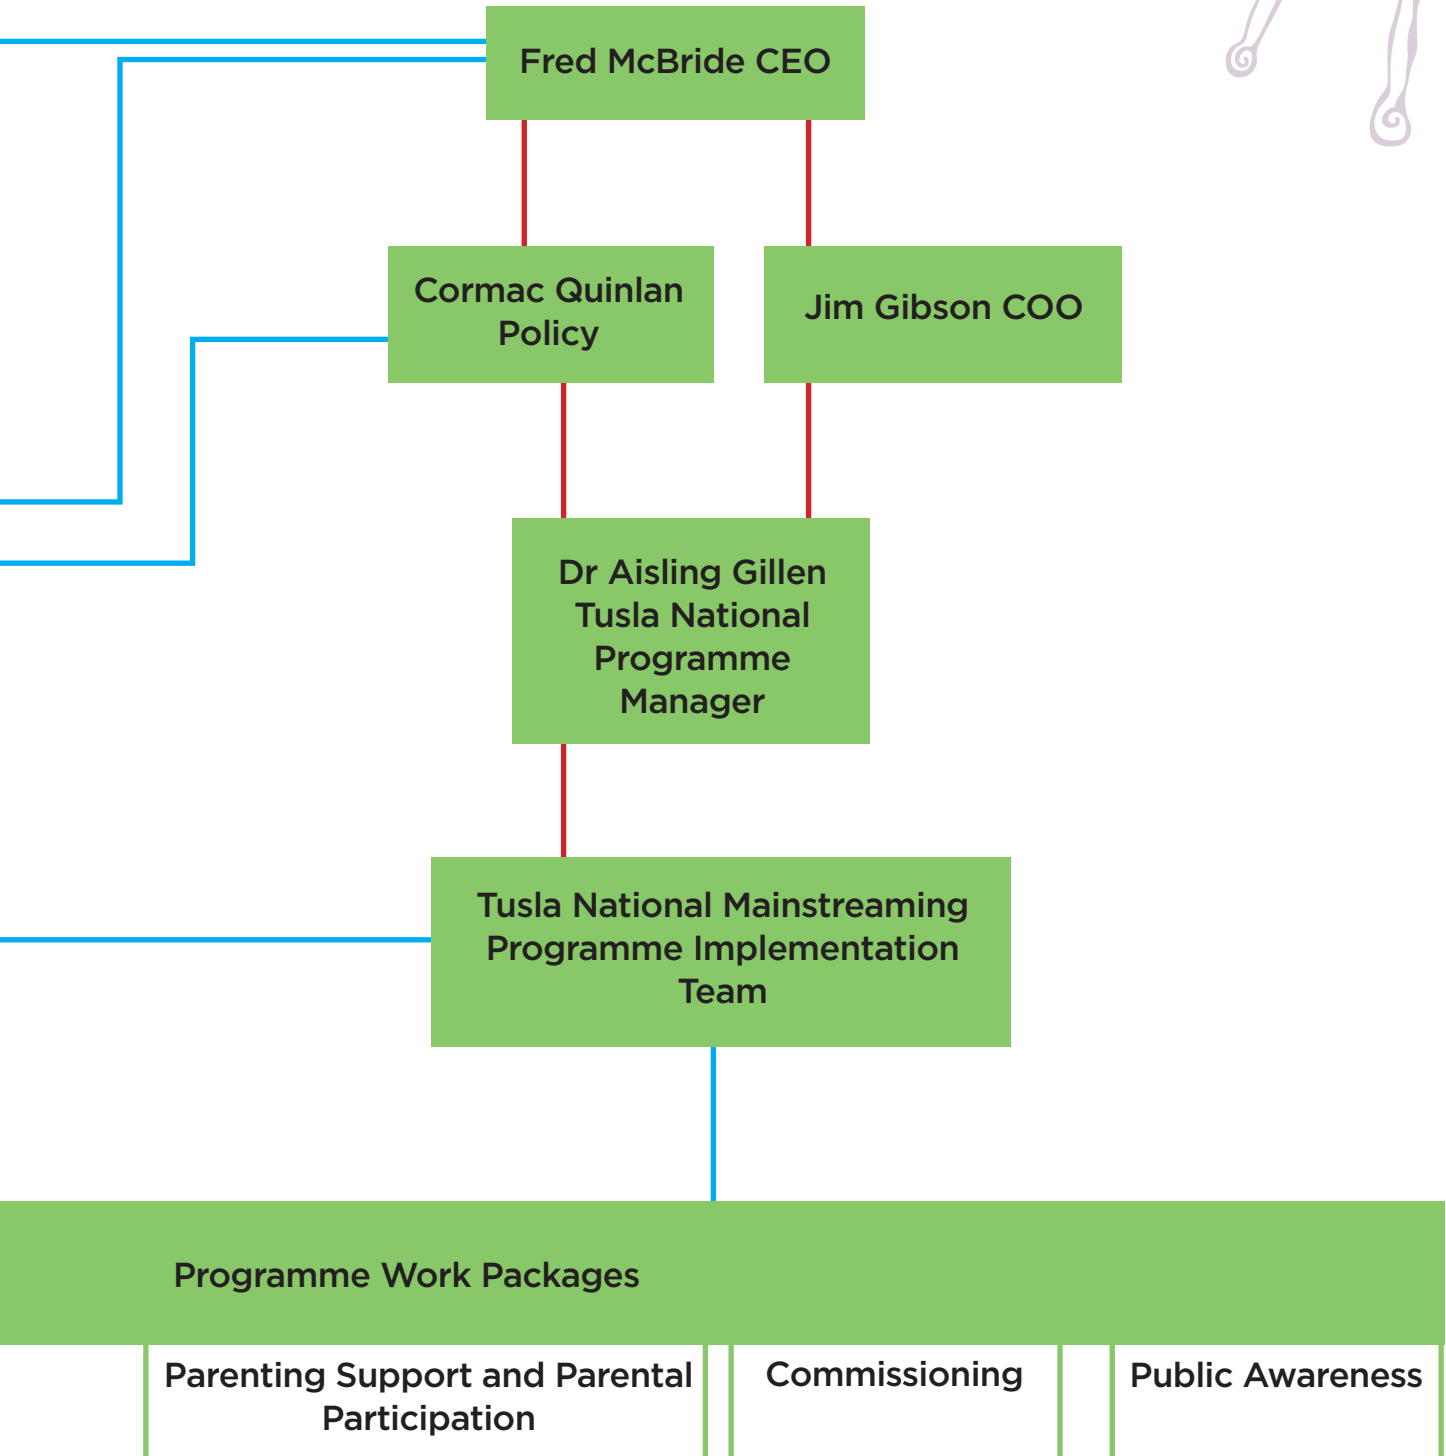 Fred McBride CEO
Cormac Quinlan
Policy
Jim Gibson COO
Dr Aisling Gillen
Tusla National
Programme
Manager
Tusla National Mainstreaming
Programme Implementation
Team
Programme Work Packages
Parenting Support and Parental
Participation
Commissioning
Public Awareness